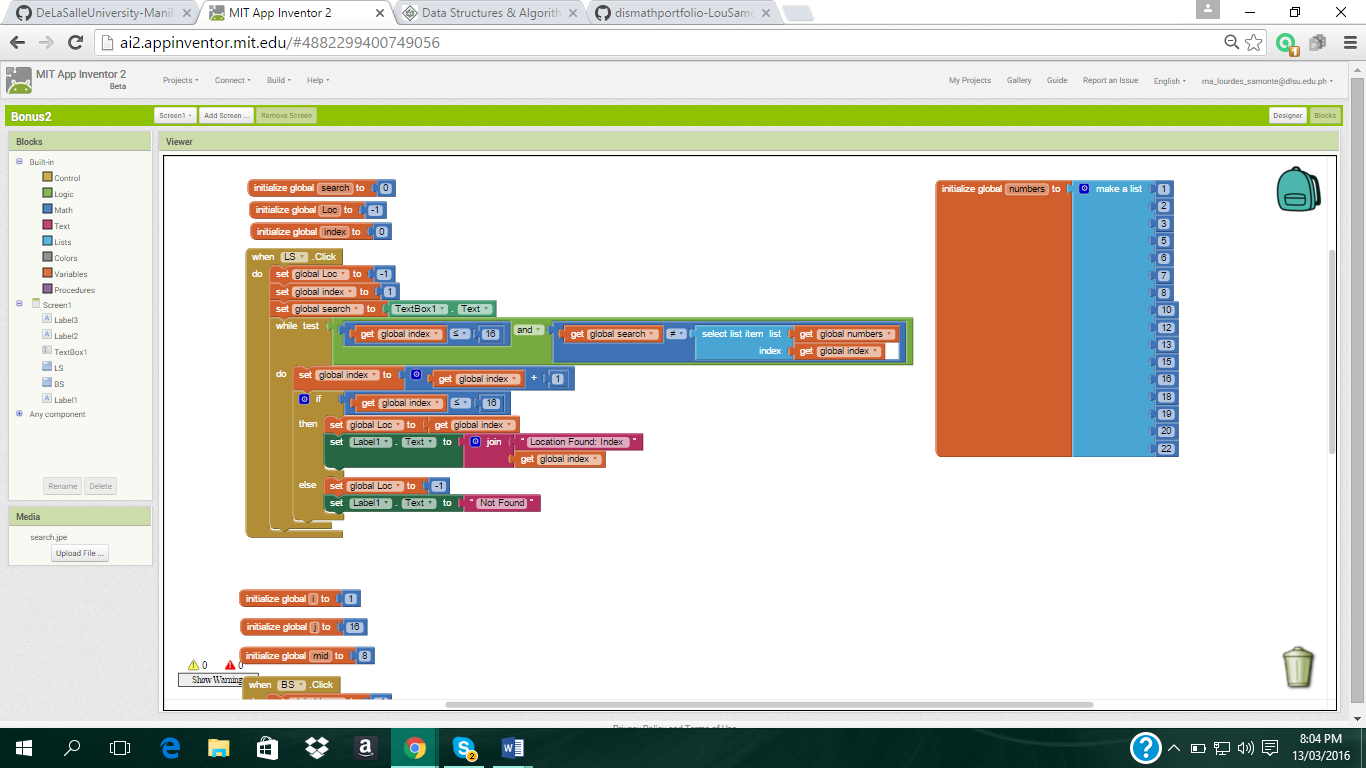 DeLaSalleUniversity-Manil MIT App Inventor 2 Data Structures & Algorith dismathportfolio-LouSamo
ai2.appinventor.mit.edu/#4882299400749056 1
MIT App Inventor 2
Beta
Projects Connect Build Help My Projects Gallery Guide Report an Issue English ma_lourdes_samonte@dlsu.edu.ph
Bonus2 Screen1 Add Screen ... Remove Screen Designer Blocks
Blocks Viewer
Built-in
Control
Logic
Math
Text
Lists
Colors
Variables
Procedures
Screen1
Label3
Label2
TextBox1
LS
BS
Label1
Any component
Rename Delete
Media
search.jpe
Upload File ...
initialize global search to 0
initialize global Loc to -1
initialize global index to 0
when LS .Click
do set global Loc to -1
set global index to 1
set global search to TextBox1 . Text
while test get global index ≤ 16 and get global search ≠ select list item list get global numbers
index get global index
do set global index to get global index + 1
if get global index ≤ 16
then set global Loc to get global index
set Label1 . Text to join " Location Found: Index "
get global index
else set global Loc to -1
set Label1 . Text to " Not Found "
initialize global numbers to make a list 1
2
3
5
6
7
8
10
12
13
15
16
18
19
20
22
initialize global i to 1
initialize global j to 16
initialize global mid to 8
0 0
Show Warning
when BS .Click
Privacy Policy and Terms of Use
2
8:04 PM
13/03/2016